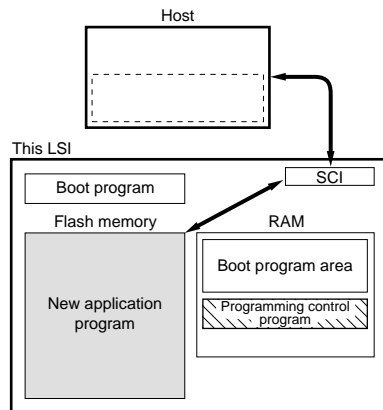 Host
This LSI
SCI
Boot program
Flash memory
RAM
Boot program area
New application
program
Programming control
program